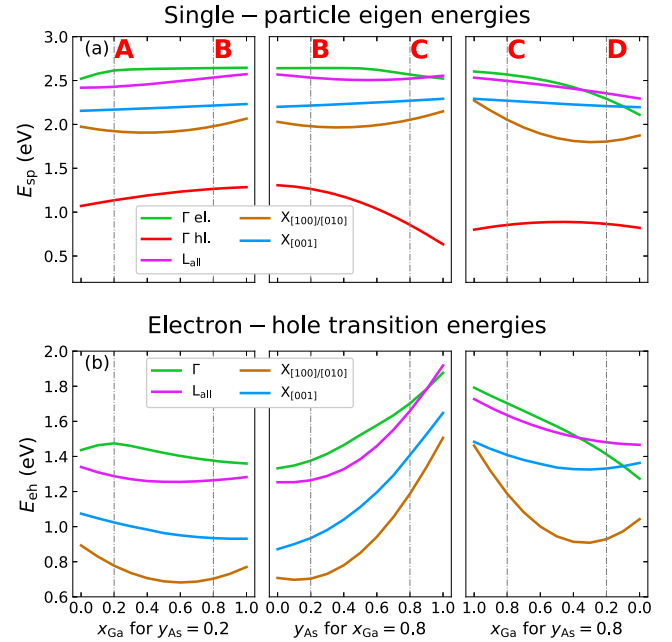 Single − particle eigen energies
(a) A B B C C D
E_sp (eV)
3.0
2.5
2.0
1.5
1.0
0.5
Γ el.
Γ hl.
L_all
X_[100]/[010]
X_[001]
Electron − hole transition energies
(b)
E_eh (eV)
2.0
1.8
1.6
1.4
1.2
1.0
0.8
0.6
Γ
L_all
X_[100]/[010]
X_[001]
0.0 0.2 0.4 0.6 0.8 1.0 0.0 0.2 0.4 0.6 0.8 1.0 1.0 0.8 0.6 0.4 0.2 0.0
x_Ga for y_As = 0.2 y_As for x_Ga = 0.8 x_Ga for y_As = 0.8